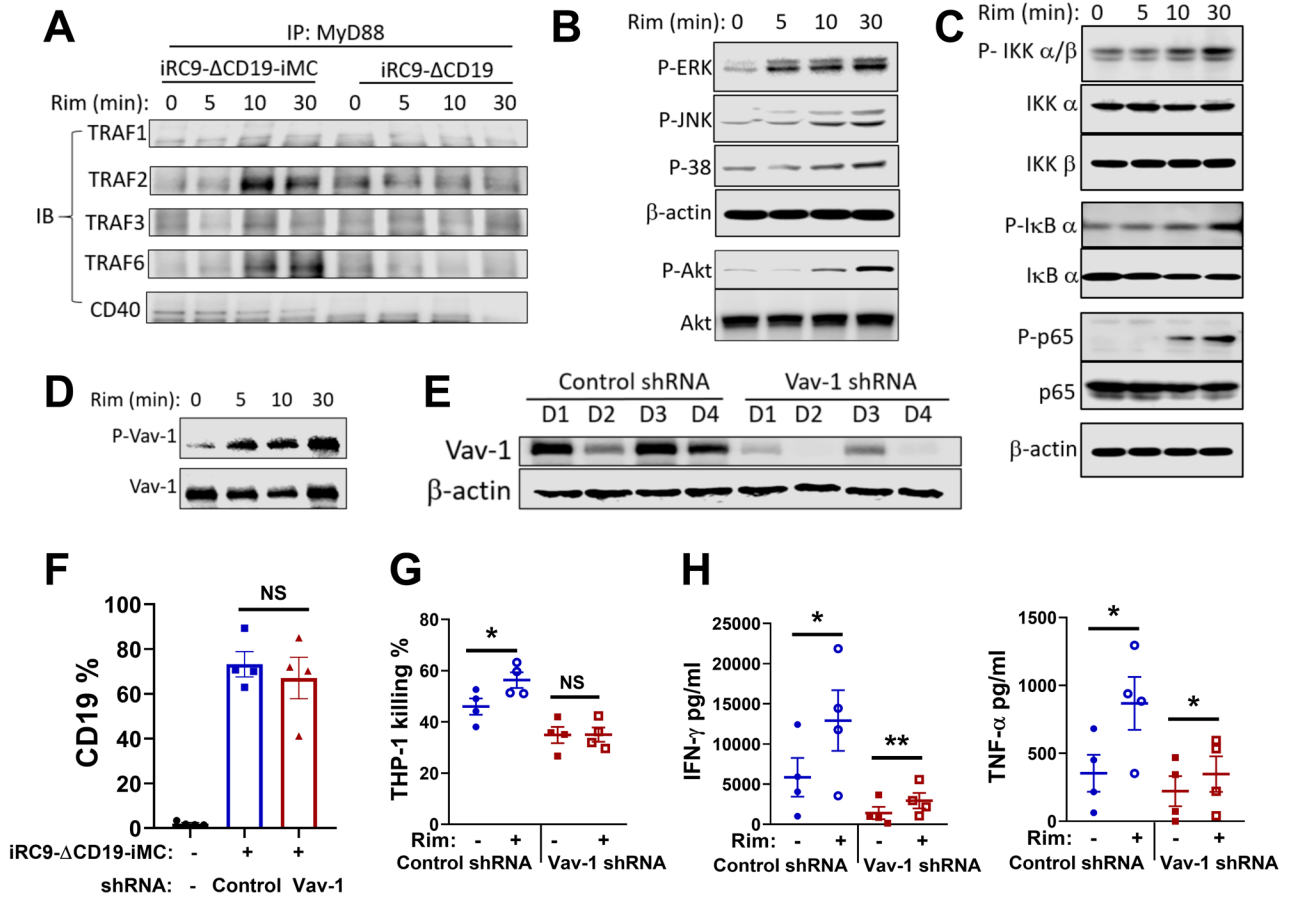 A
IP: MyD88
iRC9-ΔCD19-iMC iRC9-ΔCD19
Rim (min): 0 5 10 30 0 5 10 30
IB
TRAF1
TRAF2
TRAF3
TRAF6
CD40
B
Rim (min): 0 5 10 30
P-ERK
P-JNK
P-38
β-actin
P-Akt
Akt
C
Rim (min): 0 5 10 30
P- IKK α/β
IKK α
IKK β
P-IκB α
IκB α
P-p65
p65
β-actin
D
Rim (min): 0 5 10 30
P-Vav-1
Vav-1
E
Control shRNA Vav-1 shRNA
D1 D2 D3 D4 D1 D2 D3 D4
Vav-1
β-actin
F
CD19 %
100
80
60
40
20
0
NS
iRC9-ΔCD19-iMC: - + +
shRNA: - Control Vav-1
G
THP-1 killing %
80
60
40
20
0
* NS
Rim: - + - +
Control shRNA Vav-1 shRNA
H
IFN-γ pg/ml
25000
20000
15000
10000
5000
0
* **
Rim: - + - +
Control shRNA Vav-1 shRNA
TNF-α pg/ml
1500
1000
500
0
* *
Rim: - + - +
Control shRNA Vav-1 shRNA